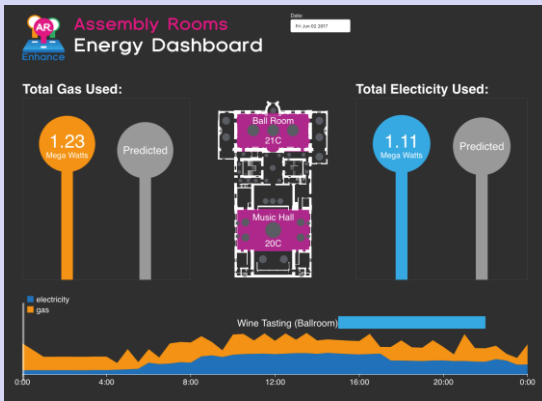 AR
Enhance
Assembly Rooms
Energy Dashboard
Date:
Fri Jun 02 2017
Total Gas Used:
1.23
Mega Watts
Predicted
Ball Room
21C
Music Hall
20C
Total Electicity Used:
1.11
Mega Watts
Predicted
electricity
gas
Wine Tasting (Ballroom)
0:00 4:00 8:00 12:00 16:00 20:00 0:00